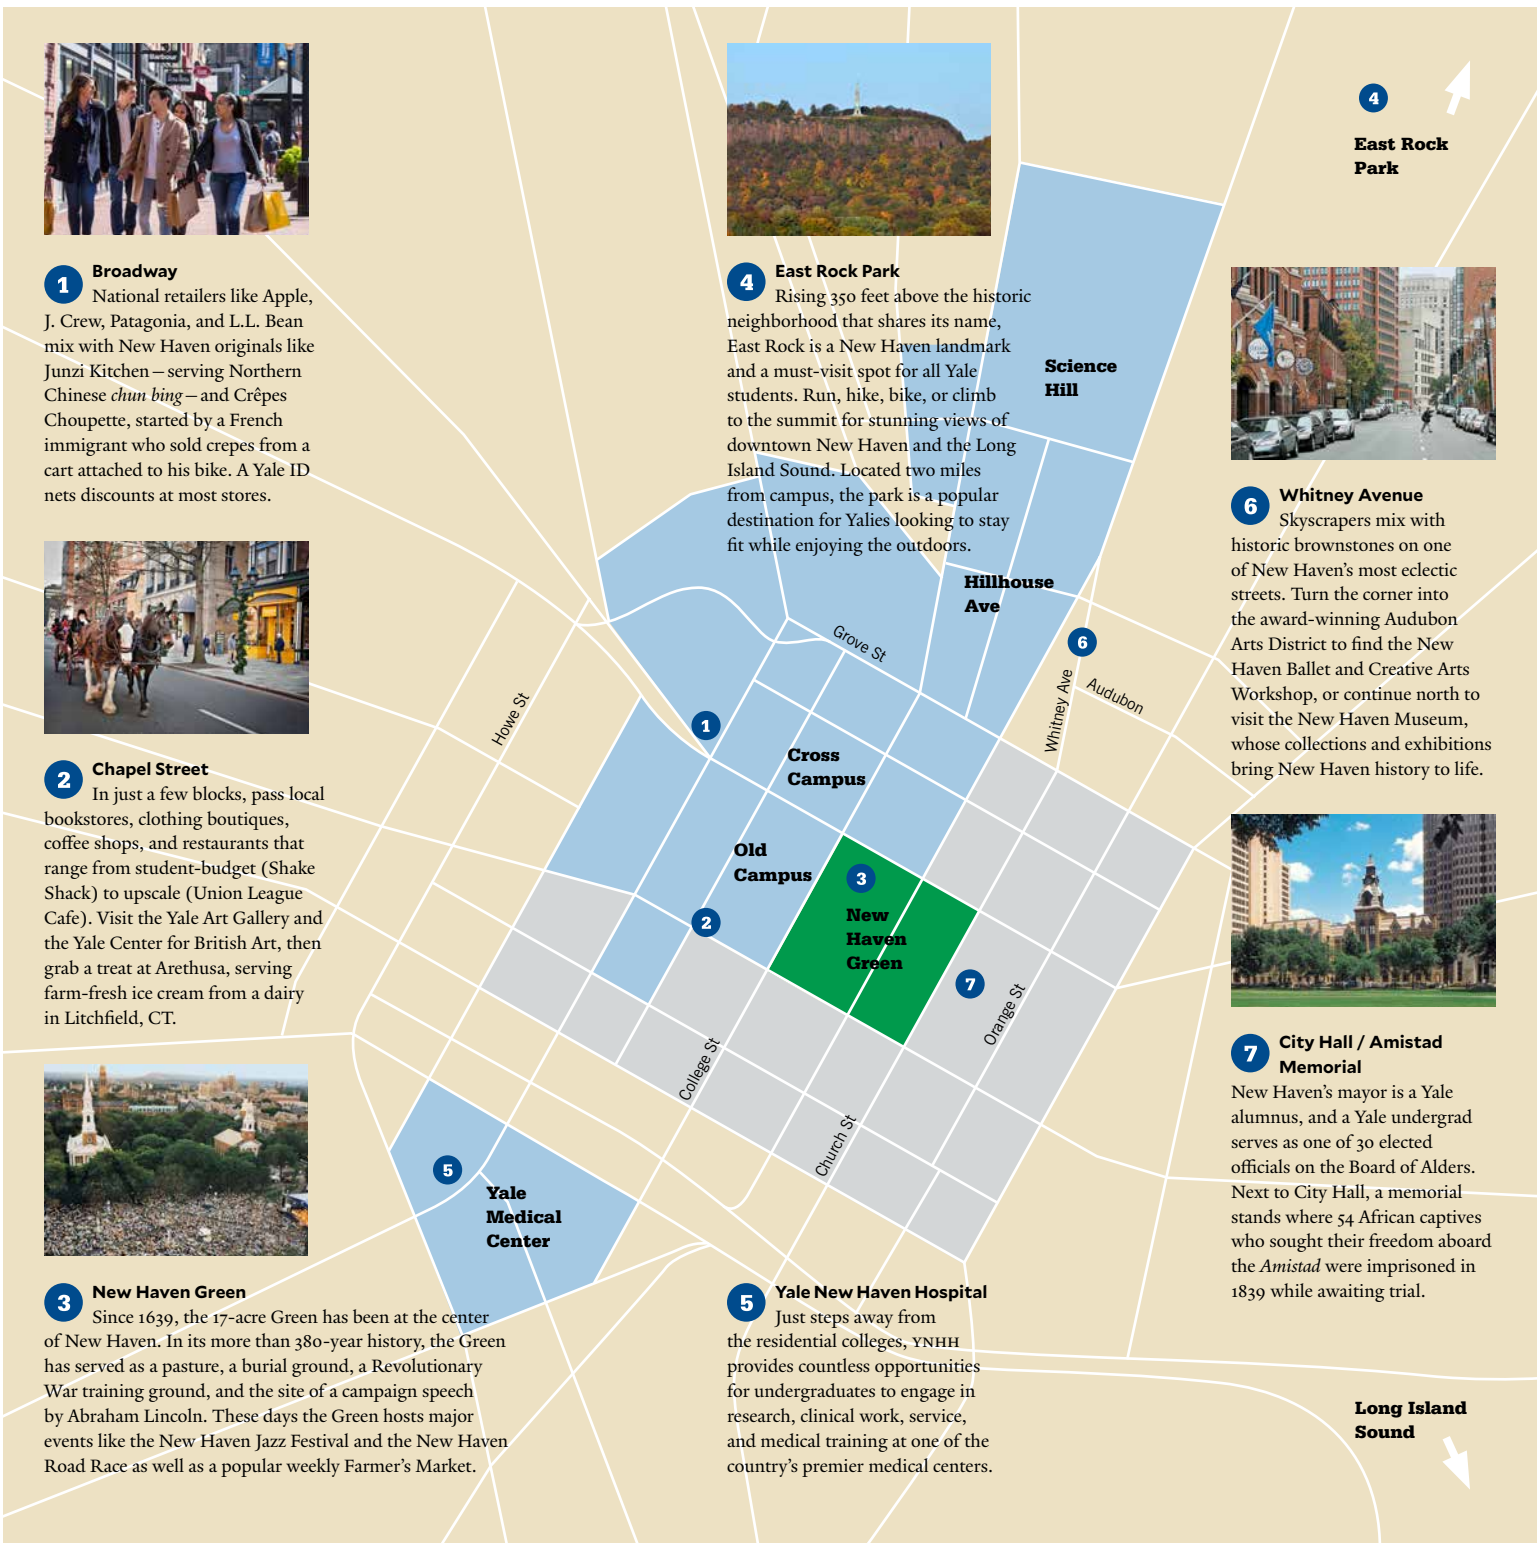 Barbour
1
Broadway
National retailers like Apple,
J. Crew, Patagonia, and L.L. Bean
mix with New Haven originals like
Junzi Kitchen – serving Northern
Chinese chun bing – and Crêpes
Choupette, started by a French
immigrant who sold crepes from a
cart attached to his bike. A Yale ID
nets discounts at most stores.
2
Chapel Street
In just a few blocks, pass local
bookstores, clothing boutiques,
coffee shops, and restaurants that
range from student-budget (Shake
Shack) to upscale (Union League
Cafe). Visit the Yale Art Gallery and
the Yale Center for British Art, then
grab a treat at Arethusa, serving
farm-fresh ice cream from a dairy
in Litchfield, CT.
3
New Haven Green
Since 1639, the 17-acre Green has been at the center
of New Haven. In its more than 380-year history, the Green
has served as a pasture, a burial ground, a Revolutionary
War training ground, and the site of a campaign speech
by Abraham Lincoln. These days the Green hosts major
events like the New Haven Jazz Festival and the New Haven
Road Race as well as a popular weekly Farmer’s Market.
4
East Rock Park
Rising 350 feet above the historic
neighborhood that shares its name,
East Rock is a New Haven landmark
and a must-visit spot for all Yale
students. Run, hike, bike, or climb
to the summit for stunning views of
downtown New Haven and the Long
Island Sound. Located two miles
from campus, the park is a popular
destination for Yalies looking to stay
fit while enjoying the outdoors.
5
Yale New Haven Hospital
Just steps away from
the residential colleges, YNHH
provides countless opportunities
for undergraduates to engage in
research, clinical work, service,
and medical training at one of the
country’s premier medical centers.
6
Whitney Avenue
Skyscrapers mix with
historic brownstones on one
of New Haven’s most eclectic
streets. Turn the corner into
the award-winning Audubon
Arts District to find the New
Haven Ballet and Creative Arts
Workshop, or continue north to
visit the New Haven Museum,
whose collections and exhibitions
bring New Haven history to life.
7
City Hall / Amistad
Memorial
New Haven’s mayor is a Yale
alumnus, and a Yale undergrad
serves as one of 30 elected
officials on the Board of Alders.
Next to City Hall, a memorial
stands where 54 African captives
who sought their freedom aboard
the Amistad were imprisoned in
1839 while awaiting trial.
4
East Rock
Park
Science
Hill
Hillhouse
Ave
6
Grove St
Audubon
Whitney Ave
Howe St
1
Cross
Campus
Old
Campus
3
New
Haven
Green
2
7
Orange St
College St
Church St
5
Yale
Medical
Center
Long Island
Sound